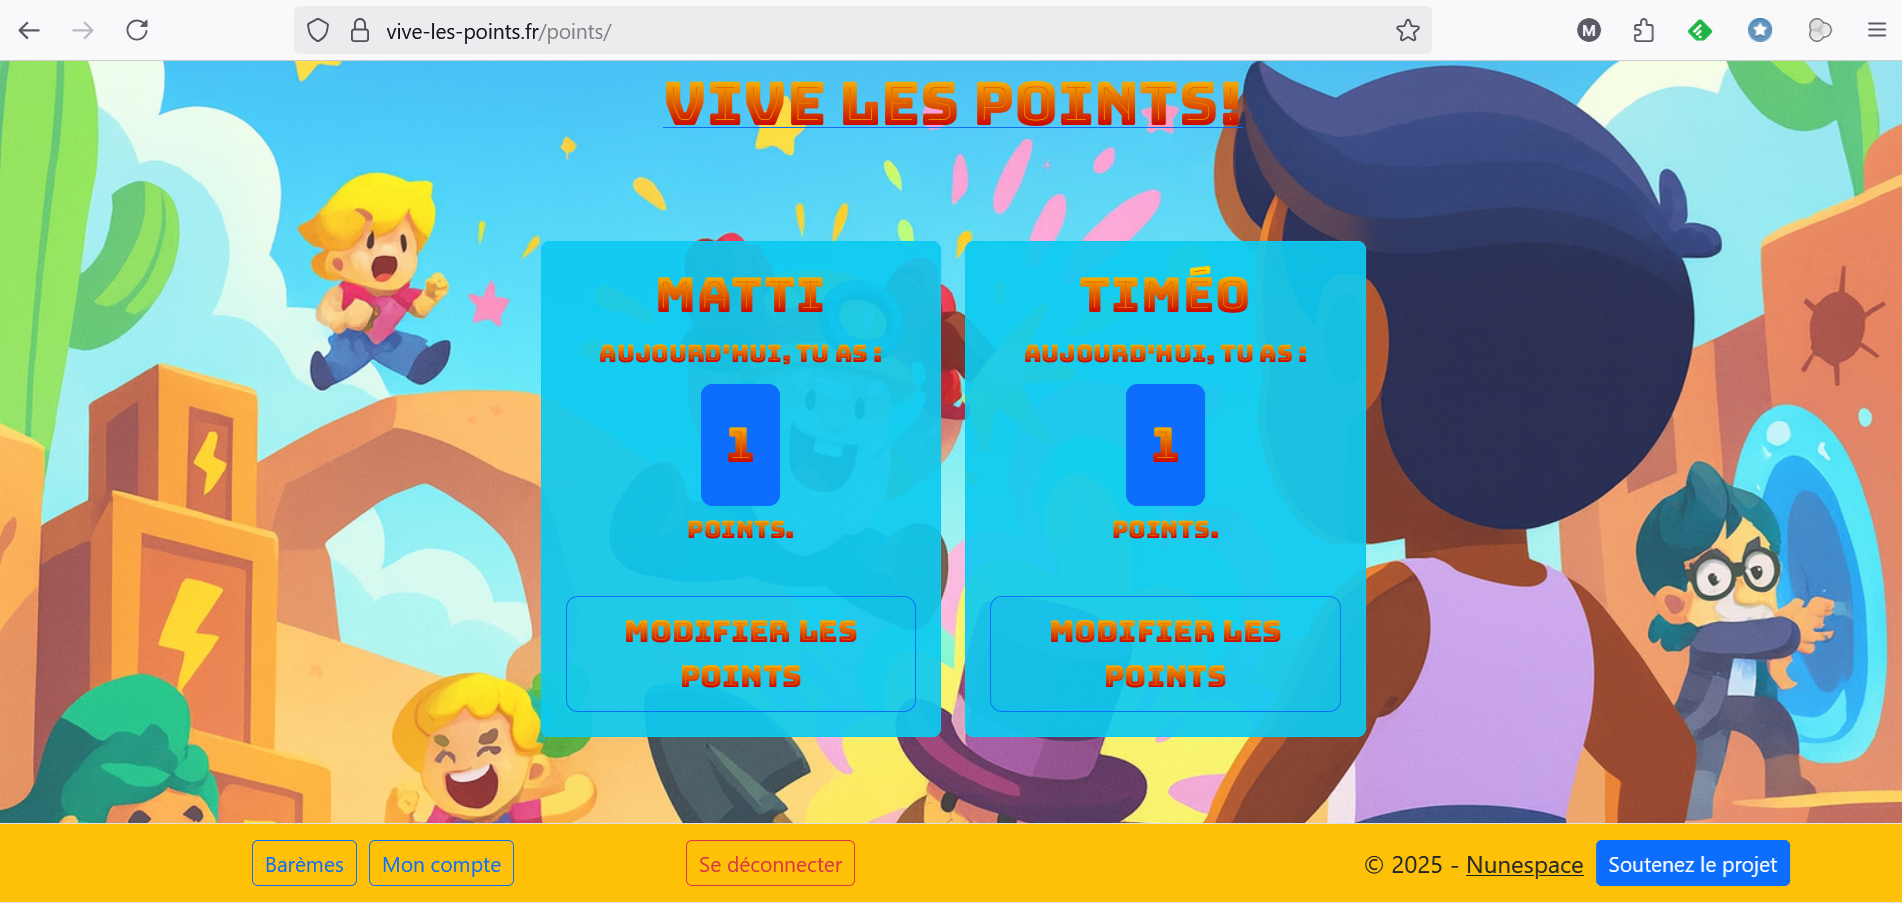 vive-les-points.fr/points/
M
VIVE LES POINTS!
MATTI
AUJOURD'HUI, TU AS :
1
POINTS.
MODIFIER LES
POINTS
TIMÉO
AUJOURD'HUI, TU AS :
1
POINTS.
MODIFIER LES
POINTS
Barèmes
Mon compte
Se déconnecter
© 2025 - Nunespace
Soutenez le projet